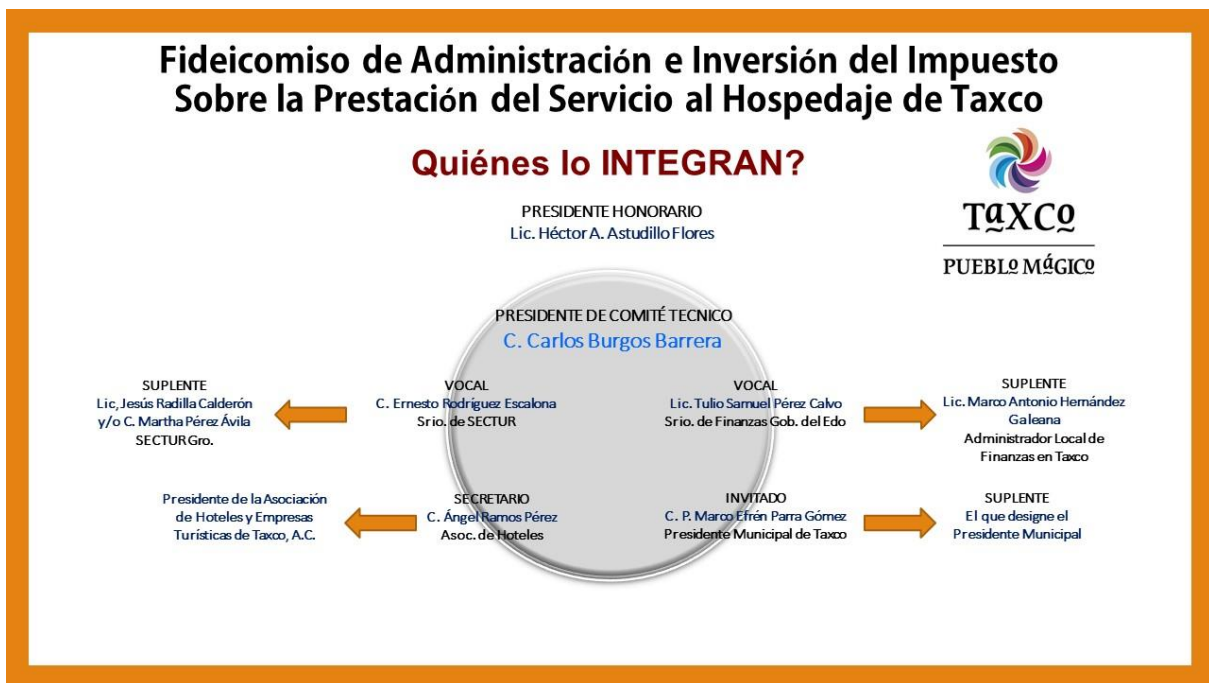 Fideicomiso de Administración e Inversión del Impuesto
Sobre la Prestación del Servicio al Hospedaje de Taxco
Quiénes lo INTEGRAN?
TaXCo
PUEBLo MáGICo
PRESIDENTE HONORARIO
Lic. Héctor A. Astudillo Flores
PRESIDENTE DE COMITÉ TECNICO
C. Carlos Burgos Barrera
SUPLENTE
Lic, Jesús Radilla Calderón
y/o C. Martha Pérez Ávila
SECTUR Gro.
VOCAL
C. Ernesto Rodríguez Escalona
Srio. de SECTUR
VOCAL
Lic. Tulio Samuel Pérez Calvo
Srio. de Finanzas Gob. del Edo
SUPLENTE
Lic. Marco Antonio Hernández
Galeana
Administrador Local de
Finanzas en Taxco
Presidente de la Asociación
de Hoteles y Empresas
Turísticas de Taxco, A.C.
SECRETARIO
C. Ángel Ramos Pérez
Asoc. de Hoteles
INVITADO
C. P. Marco Efrén Parra Gómez
Presidente Municipal de Taxco
SUPLENTE
El que designe el
Presidente Municipal